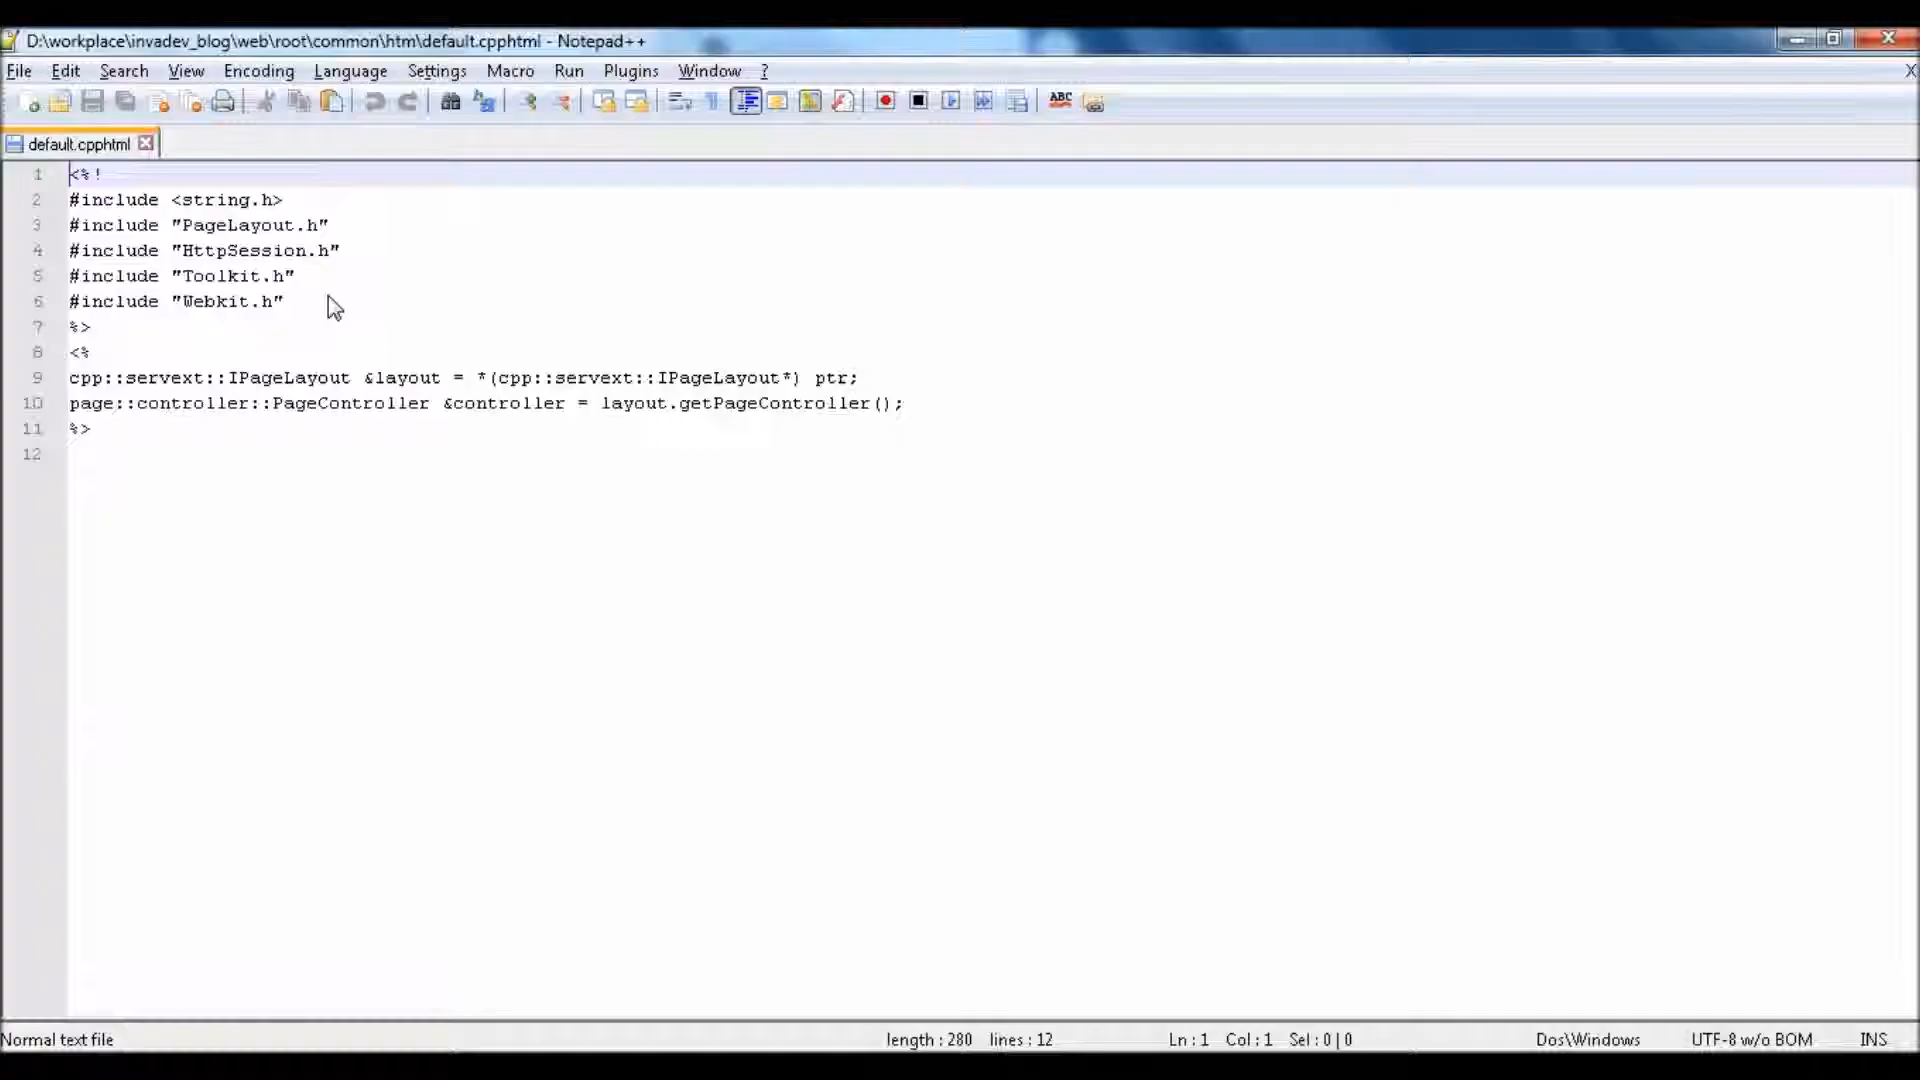 D:\workplace\invadev_blog\web\root\common\htm\default.cpphtml - Notepad++
File Edit Search View Encoding Language Settings Macro Run Plugins Window ? X
ABC
default.cpphtml
1 <%!
2 #include <string.h>
3 #include "PageLayout.h"
4 #include "HttpSession.h"
5 #include "Toolkit.h"
6 #include "Webkit.h"
7 %>
8 <%
9 cpp::servext::IPageLayout &layout = *(cpp::servext::IPageLayout*) ptr;
10 page::controller::PageController &controller = layout.getPageController();
11 %>
12
Normal text file length : 280 lines : 12 Ln : 1 Col : 1 Sel : 0 | 0 Dos\Windows UTF-8 w/o BOM INS